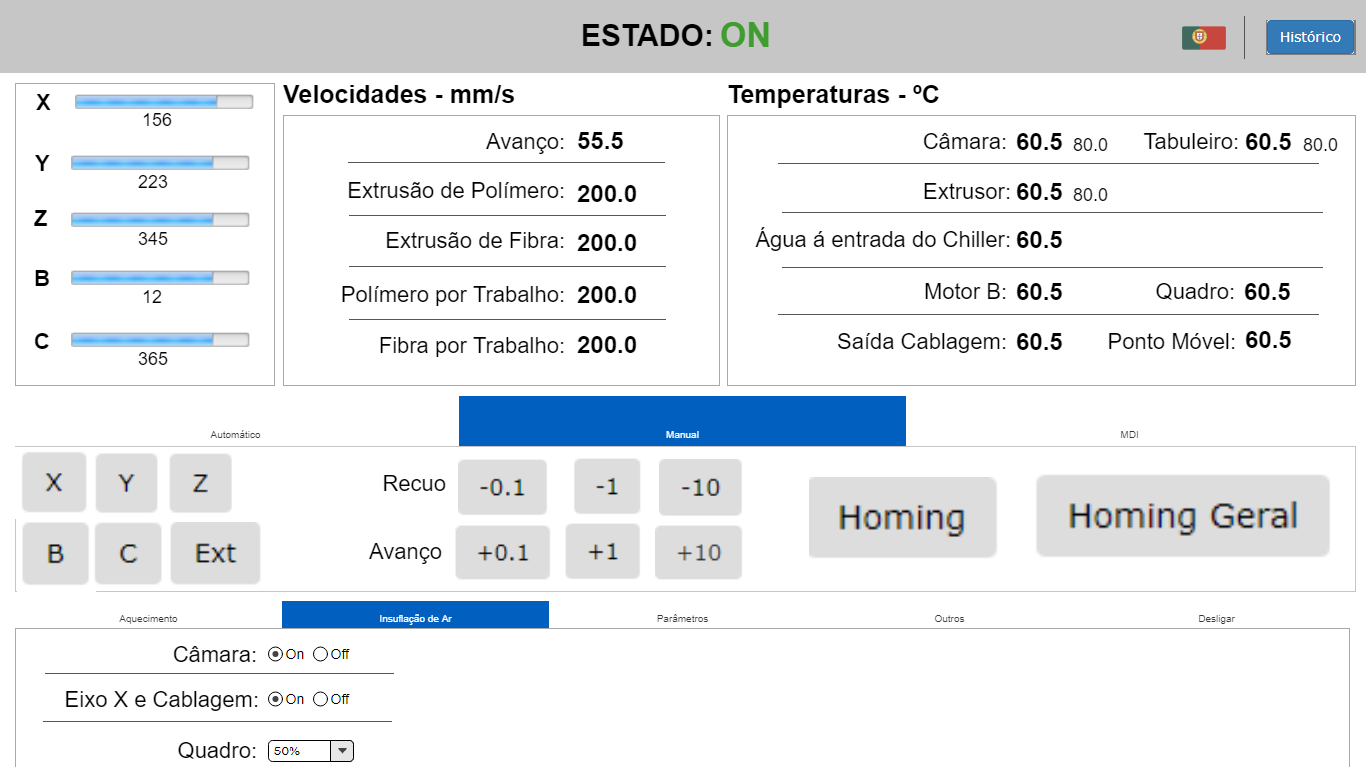 ESTADO: ON
Histórico
X
156
Y
223
Z
345
B
12
C
365
Velocidades - mm/s
Avanço: 55.5
Extrusão de Polímero: 200.0
Extrusão de Fibra: 200.0
Polímero por Trabalho: 200.0
Fibra por Trabalho: 200.0
Temperaturas - ºC
Câmara: 60.5 80.0 Tabuleiro: 60.5 80.0
Extrusor: 60.5 80.0
Água á entrada do Chiller: 60.5
Motor B: 60.5 Quadro: 60.5
Saída Cablagem: 60.5 Ponto Móvel: 60.5
Automático Manual MDI
X Y Z
B C Ext
Recuo -0.1 -1 -10
Avanço +0.1 +1 +10
Homing Homing Geral
Aquecimento Insuflação de Ar Parâmetros Outros Desligar
Câmara: On Off
Eixo X e Cablagem: On Off
Quadro: 50%